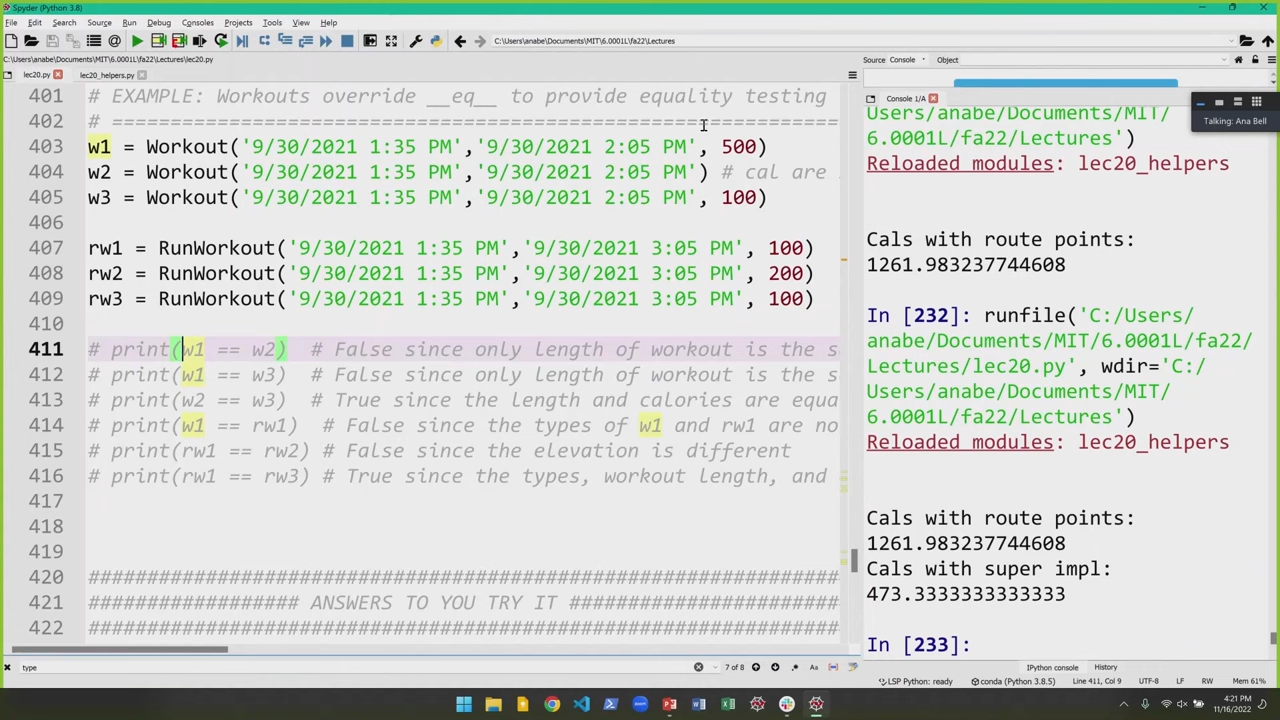 Spyder (Python 3.8)
File Edit Search Source Run Debug Consoles Projects Tools View Help
C:\Users\anabe\Documents\MIT\6.0001L\fa22\Lectures
C:\Users\anabe\Documents\MIT\6.0001L\fa22\Lectures\lec20.py
Source Console Object
lec20.py lec20_helpers.py
Console 1/A
Talking: Ana Bell
401 # EXAMPLE: Workouts override __eq__ to provide equality testing
402 # ==============================================================
403 w1 = Workout('9/30/2021 1:35 PM','9/30/2021 2:05 PM', 500)
404 w2 = Workout('9/30/2021 1:35 PM','9/30/2021 2:05 PM') # cal are
405 w3 = Workout('9/30/2021 1:35 PM','9/30/2021 2:05 PM', 100)
406
407 rw1 = RunWorkout('9/30/2021 1:35 PM','9/30/2021 3:05 PM', 100)
408 rw2 = RunWorkout('9/30/2021 1:35 PM','9/30/2021 3:05 PM', 200)
409 rw3 = RunWorkout('9/30/2021 1:35 PM','9/30/2021 3:05 PM', 100)
410
411 # print(w1 == w2)  # False since only length of workout is the s
412 # print(w1 == w3)  # False since only length of workout is the s
413 # print(w2 == w3)  # True since the length and calories are equa
414 # print(w1 == rw1)  # False since the types of w1 and rw1 are no
415 # print(rw1 == rw2) # False since the elevation is different
416 # print(rw1 == rw3) # True since the types, workout length, and
417
418
419
420 ################################################################
421 ################## ANSWERS TO YOU TRY IT #######################
422 ################################################################
Users/anabe/Documents/MIT/
6.0001L/fa22/Lectures')
Reloaded modules: lec20_helpers
Cals with route points:
1261.983237744608
In [232]: runfile('C:/Users/
anabe/Documents/MIT/6.0001L/fa22/
Lectures/lec20.py', wdir='C:/
Users/anabe/Documents/MIT/
6.0001L/fa22/Lectures')
Reloaded modules: lec20_helpers
Cals with route points:
1261.983237744608
Cals with super impl:
473.3333333333333
In [233]:
type
7 of 8 Aa
IPython console History
LSP Python: ready conda (Python 3.8.5) Line 411, Col 9 UTF-8 LF RW Mem 61%
4:21 PM
11/16/2022